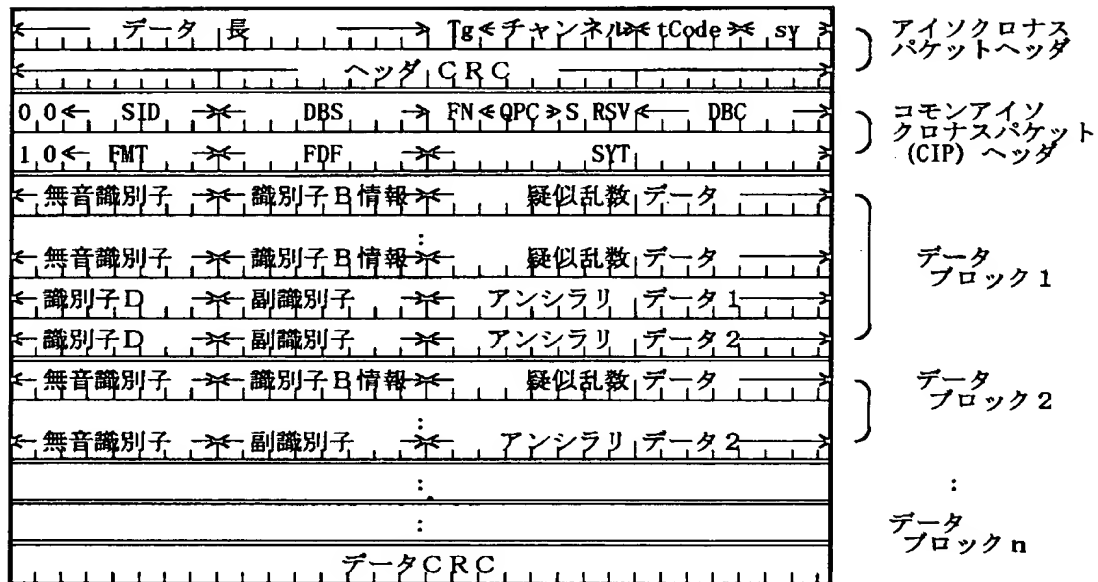 データ長 Tg チャンネル tCode sy
アイソクロナス
パケットヘッダ
ヘッダCRC
0 0 SID DBS FN QPC S RSV DBC
コモンアイソ
クロナスパケット
(CIP) ヘッダ
1 0 FMT FDF SYT
無音識別子 識別子B情報 疑似乱数データ
:
無音識別子 識別子B情報 疑似乱数データ
データ
ブロック1
識別子D 副識別子 アンシラリデータ1
識別子D 副識別子 アンシラリデータ2
無音識別子 識別子B情報 疑似乱数データ
データ
ブロック2
:
無音識別子 副識別子 アンシラリデータ2
:
:
:
データ
ブロックn
データCRC